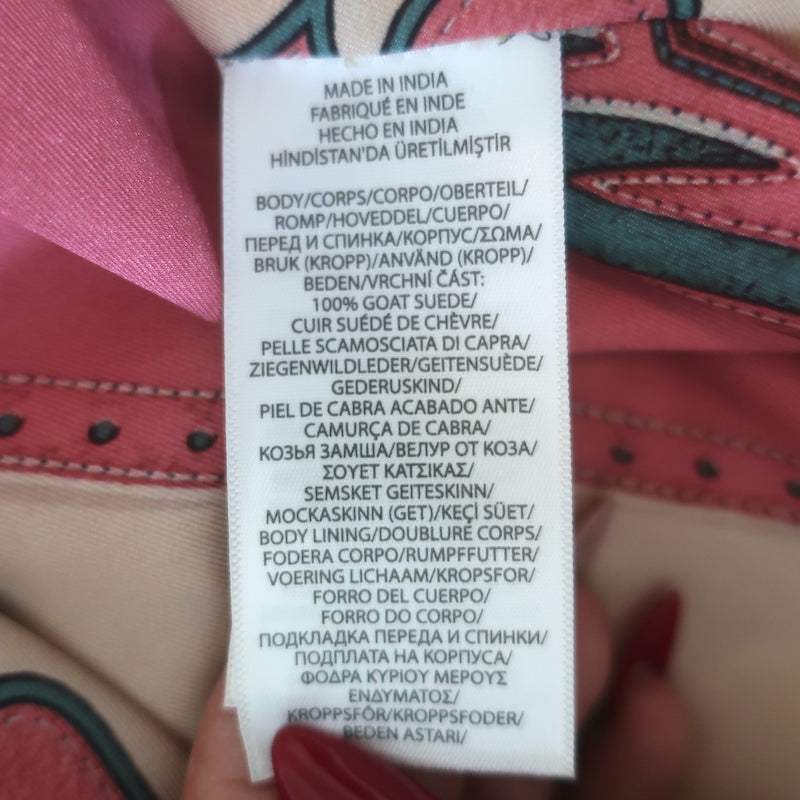 MADE IN INDIA
FABRIQUÉ EN INDE
HECHO EN INDIA
HİNDİSTAN'DA ÜRETİLMİŞTİR
BODY/CORPS/CORPO/OBERTEIL/
ROMP/HOVEDDEL/CUERPO/
ПЕРЕД И СПИНКА/КОРПУС/ΣΩΜΑ/
BRUK (KROPP)/ANVÄND (KROPP)/
BEDEN/VRCHNÍ ČÁST:
100% GOAT SUEDE/
CUIR SUÉDÉ DE CHÈVRE/
PELLE SCAMOSCIATA DI CAPRA/
ZIEGENWILDLEDER/GEITENSUÈDE/
GEDERUSKIND/
PIEL DE CABRA ACABADO ANTE/
CAMURÇA DE CABRA/
КОЗЬЯ ЗАМША/ВЕЛУР ОТ КОЗА/
ΣΟΥΕΤ ΚΑΤΣΙΚΑΣ/
SEMSKET GEITESKINN/
MOCKASKINN (GET)/KEÇİ SÜET/
BODY LINING/DOUBLURE CORPS/
FODERA CORPO/RUMPFFUTTER/
VOERING LICHAAM/KROPSFOR/
FORRO DEL CUERPO/
FORRO DO CORPO/
ПОДКЛАДКА ПЕРЕДА И СПИНКИ/
ПОДПЛАТА НА КОРПУСА/
ΦΟΔΡΑ ΚΥΡΙΟΥ ΜΕΡΟΥΣ
ΕΝΔΥΜΑΤΟΣ/
KROPPSFÔR/KROPPSFODER/
BEDEN ASTARI/